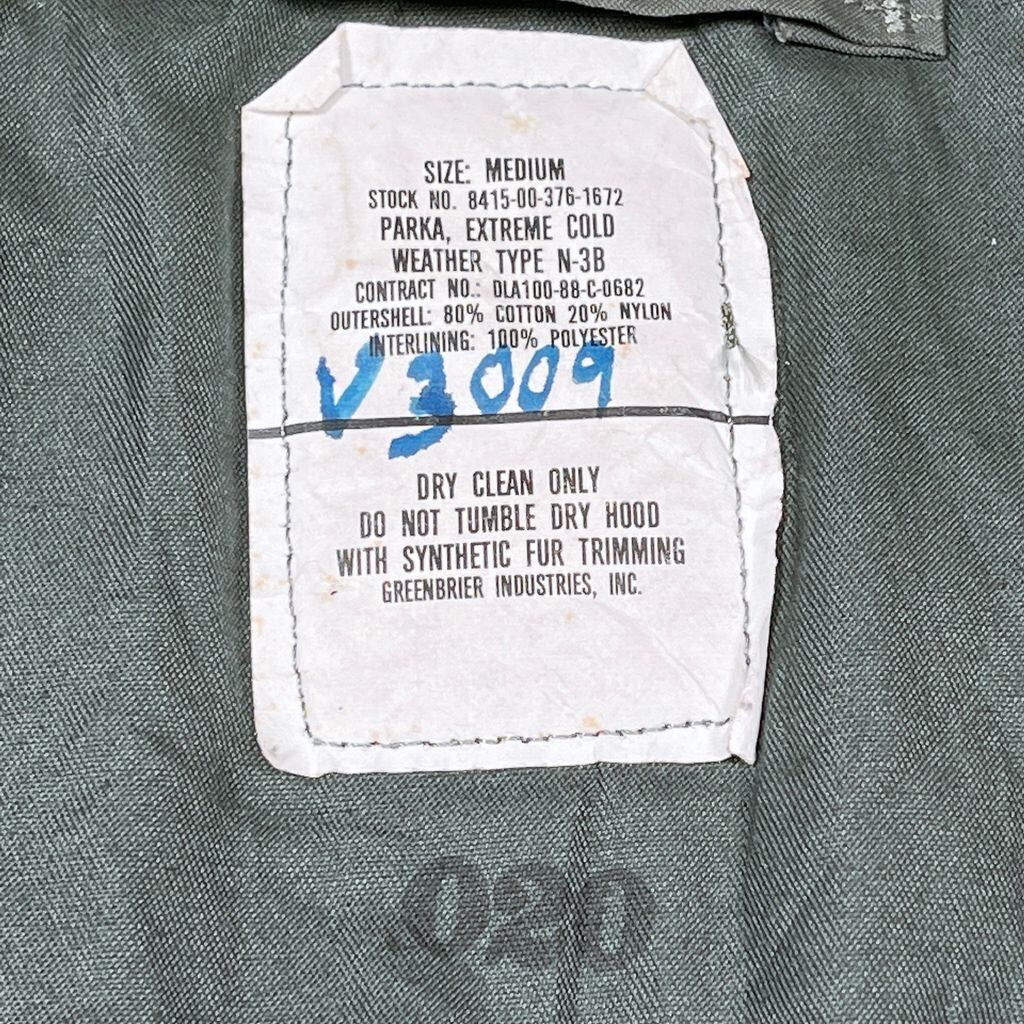 SIZE: MEDIUM
STOCK NO. 8415-00-376-1672
PARKA, EXTREME COLD
WEATHER TYPE N-3B
CONTRACT NO.: DLA100-88-C-0682
OUTERSHELL: 80% COTTON 20% NYLON
INTERLINING: 100% POLYESTER
V3009
DRY CLEAN ONLY
DO NOT TUMBLE DRY HOOD
WITH SYNTHETIC FUR TRIMMING
GREENBRIER INDUSTRIES, INC.
020